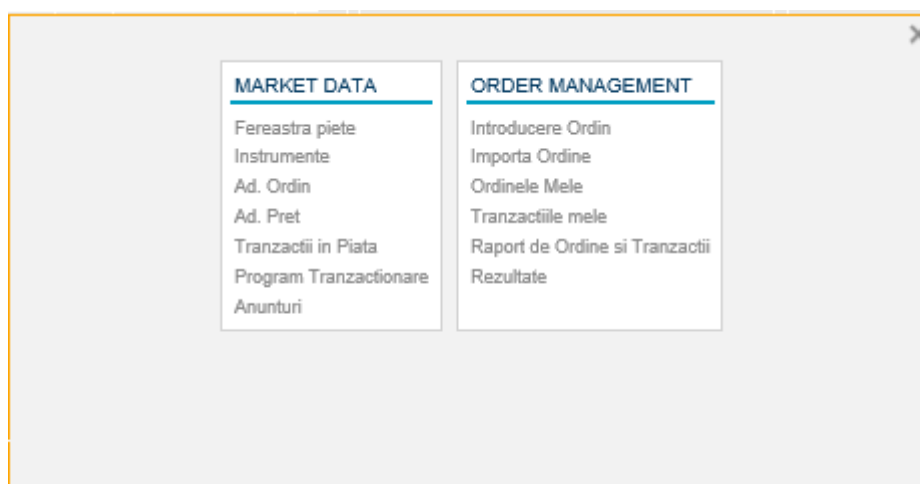 MARKET DATA
Fereastra piete
Instrumente
Ad. Ordin
Ad. Pret
Tranzactii in Piata
Program Tranzactionare
Anunturi
ORDER MANAGEMENT
Introducere Ordin
Importa Ordine
Ordinele Mele
Tranzactiile mele
Raport de Ordine si Tranzactii
Rezultate